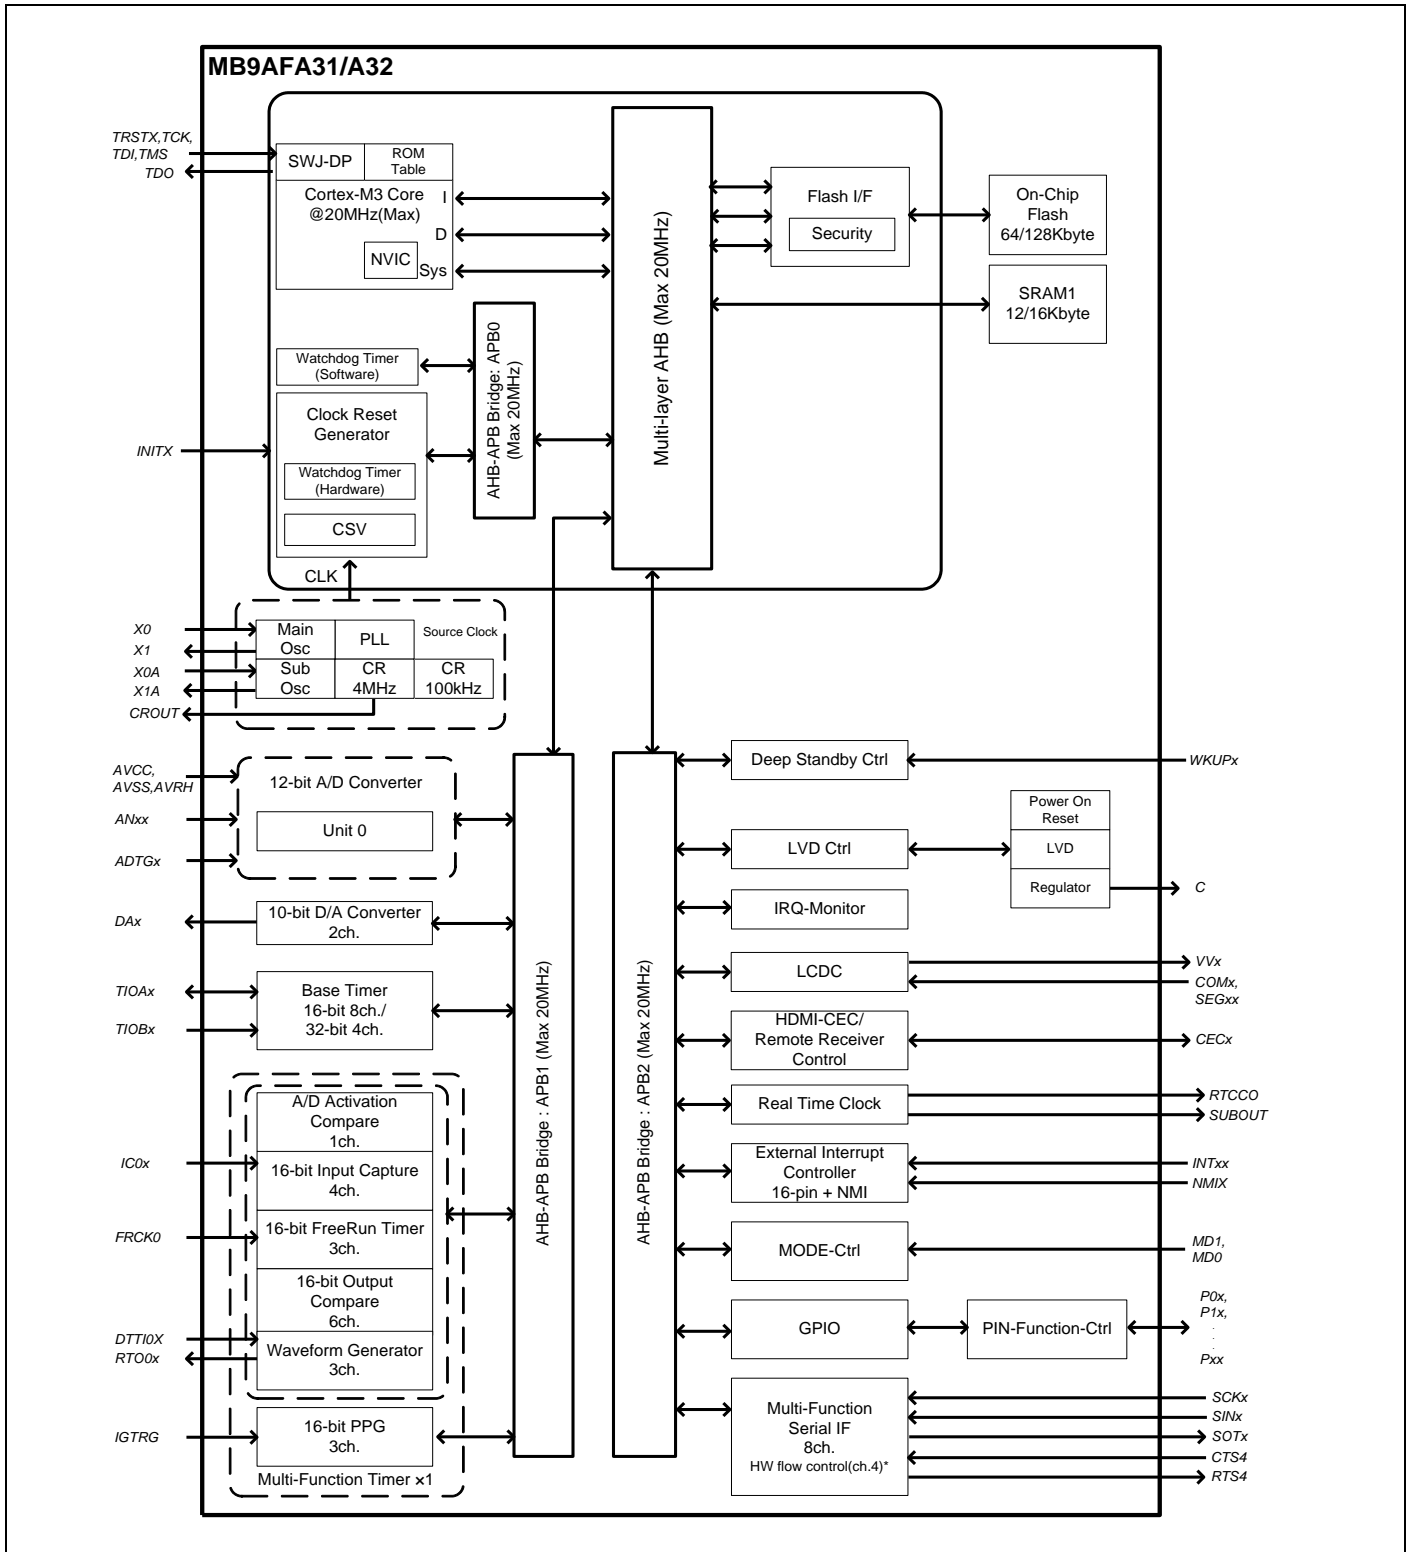 MB9AFA31/A32
TRSTX,TCK,
TDI,TMS
TDO
SWJ-DP
ROM
Table
Cortex-M3 Core
@20MHz(Max)
I
D
NVIC
Sys
Multi-layer AHB (Max 20MHz)
Flash I/F
Security
On-Chip
Flash
64/128Kbyte
SRAM1
12/16Kbyte
AHB-APB Bridge: APB0
(Max 20MHz)
Watchdog Timer
(Software)
Clock Reset
Generator
Watchdog Timer
(Hardware)
CSV
INITX
CLK
X0
X1
X0A
X1A
CROUT
Main
Osc
PLL
Source Clock
Sub
Osc
CR
4MHz
CR
100kHz
AVCC,
AVSS,AVRH
ANxx
ADTGx
12-bit A/D Converter
Unit 0
DAx
10-bit D/A Converter
2ch.
TIOAx
TIOBx
Base Timer
16-bit 8ch./
32-bit 4ch.
IC0x
FRCK0
DTTI0X
RTO0x
IGTRG
A/D Activation
Compare
1ch.
16-bit Input Capture
4ch.
16-bit FreeRun Timer
3ch.
16-bit Output
Compare
6ch.
Waveform Generator
3ch.
16-bit PPG
3ch.
Multi-Function Timer ×1
AHB-APB Bridge : APB1 (Max 20MHz)
AHB-APB Bridge : APB2 (Max 20MHz)
Deep Standby Ctrl
WKUPx
LVD Ctrl
Power On
Reset
LVD
Regulator
C
IRQ-Monitor
LCDC
VVx
COMx,
SEGxx
HDMI-CEC/
Remote Receiver
Control
CECx
Real Time Clock
RTCCO
SUBOUT
External Interrupt
Controller
16-pin + NMI
INTxx
NMIX
MODE-Ctrl
MD1,
MD0
GPIO
PIN-Function-Ctrl
P0x,
P1x,
.
.
Pxx
Multi-Function
Serial IF
8ch.
HW flow control(ch.4)*
SCKx
SINx
SOTx
CTS4
RTS4